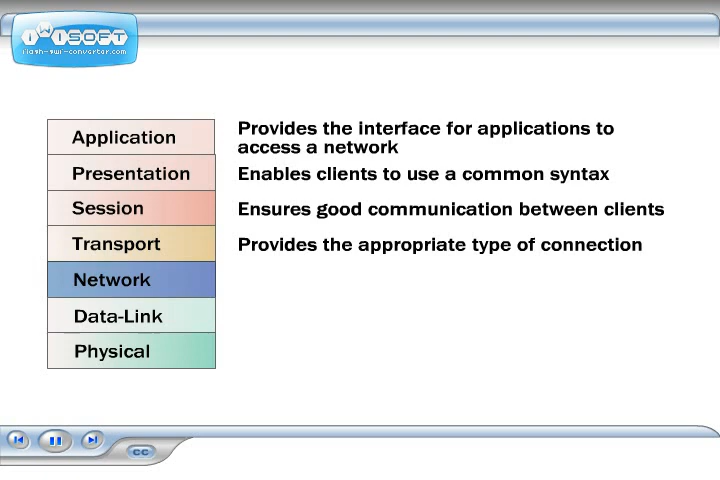 iWiSOFT
flash-swf-converter.com
Application
Provides the interface for applications to
access a network
Presentation
Enables clients to use a common syntax
Session
Ensures good communication between clients
Transport
Provides the appropriate type of connection
Network
Data-Link
Physical
CC